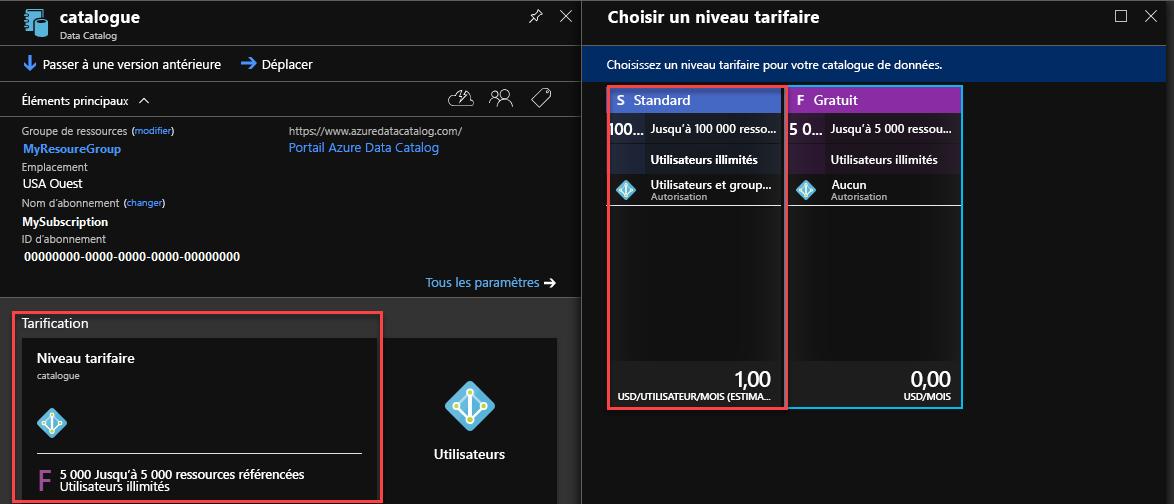 catalogue
Data Catalog
Passer à une version antérieure
Déplacer
Éléments principaux
Groupe de ressources (modifier)
MyResoureGroup
Emplacement
USA Ouest
Nom d'abonnement (changer)
MySubscription
ID d'abonnement
00000000-0000-0000-0000-00000000
https://www.azuredatacatalog.com/
Portail Azure Data Catalog
Tous les paramètres
Tarification
Niveau tarifaire
catalogue
F 5 000 Jusqu'à 5 000 ressources référencées
Utilisateurs illimités
Utilisateurs
Choisir un niveau tarifaire
Choisissez un niveau tarifaire pour votre catalogue de données.
S Standard
100... Jusqu'à 100 000 resso...
Utilisateurs illimités
Utilisateurs et group...
Autorisation
1,00
USD/UTILISATEUR/MOIS (ESTIMA...
F Gratuit
5 0... Jusqu'à 5 000 ressou...
Utilisateurs illimités
Aucun
Autorisation
0,00
USD/MOIS